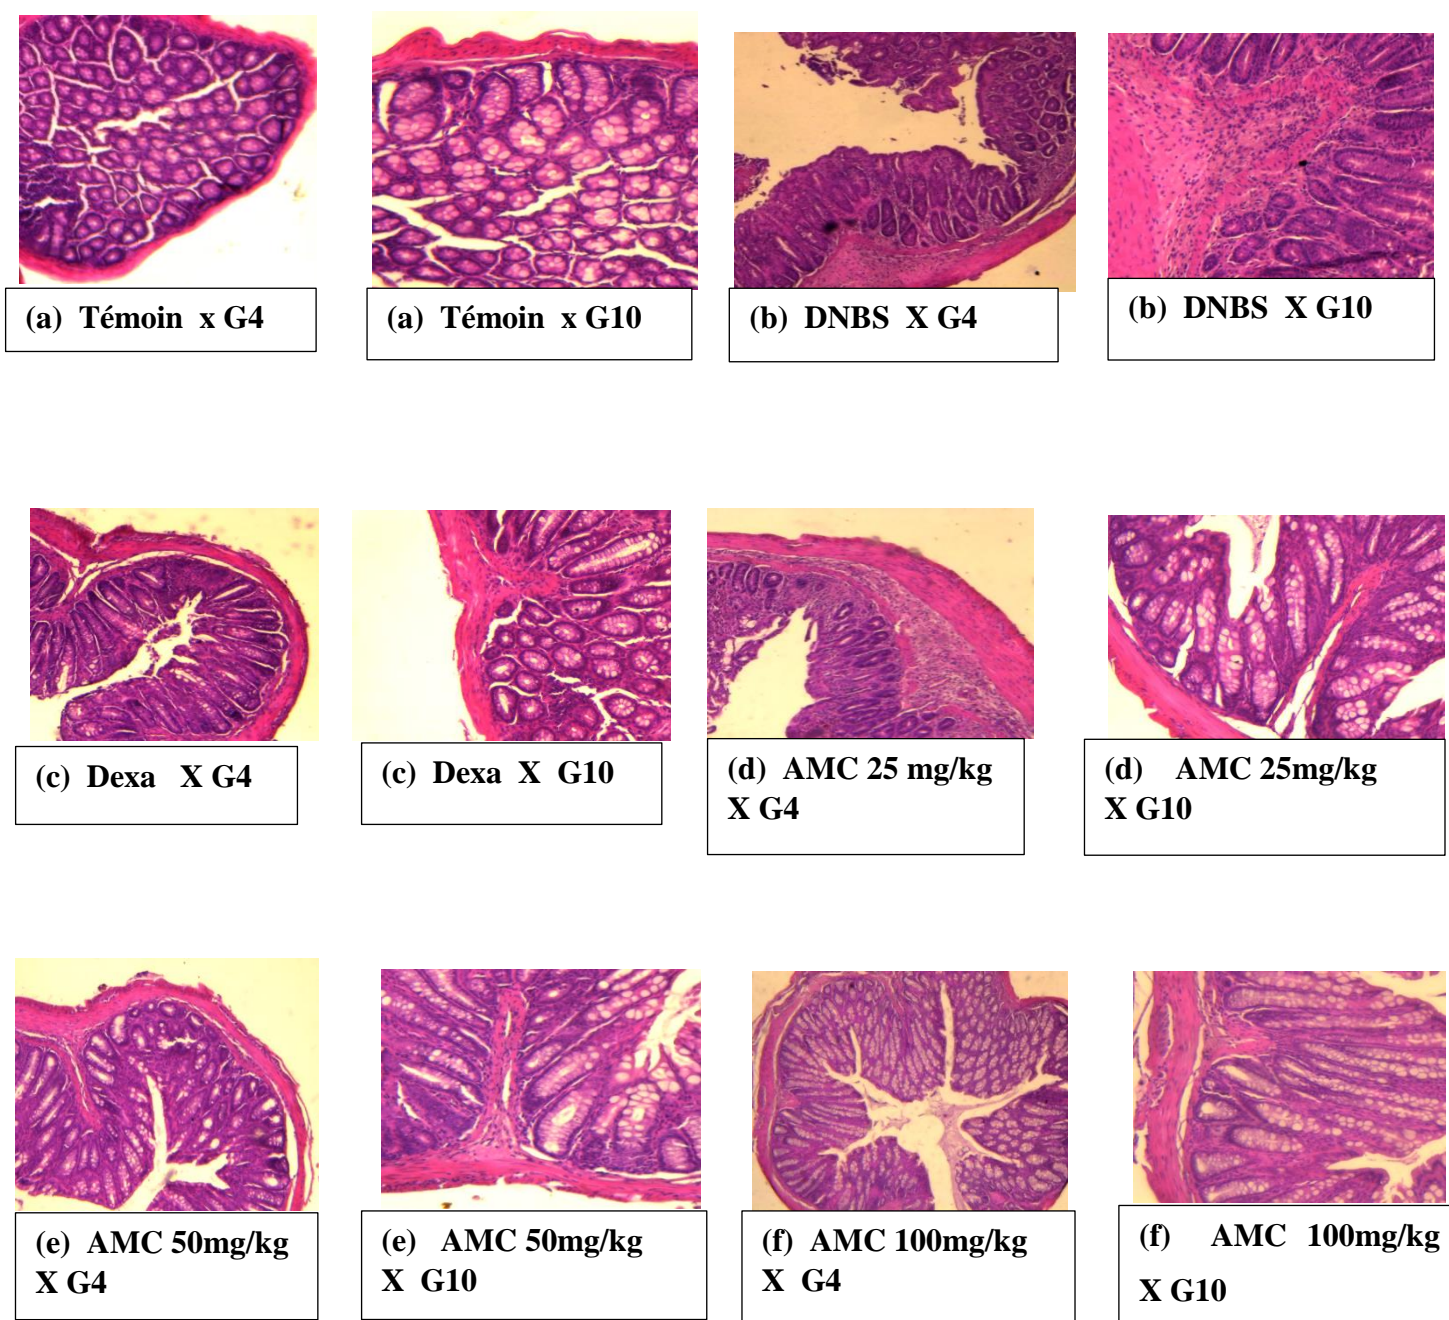 (a) Témoin x G4
(a) Témoin x G10
(b) DNBS X G4
(b) DNBS X G10
(c) Dexa X G4
(c) Dexa X G10
(d) AMC 25 mg/kg
X G4
(d) AMC 25mg/kg
X G10
(e) AMC 50mg/kg
X G4
(e) AMC 50mg/kg
X G10
(f) AMC 100mg/kg
X G4
(f) AMC 100mg/kg
X G10